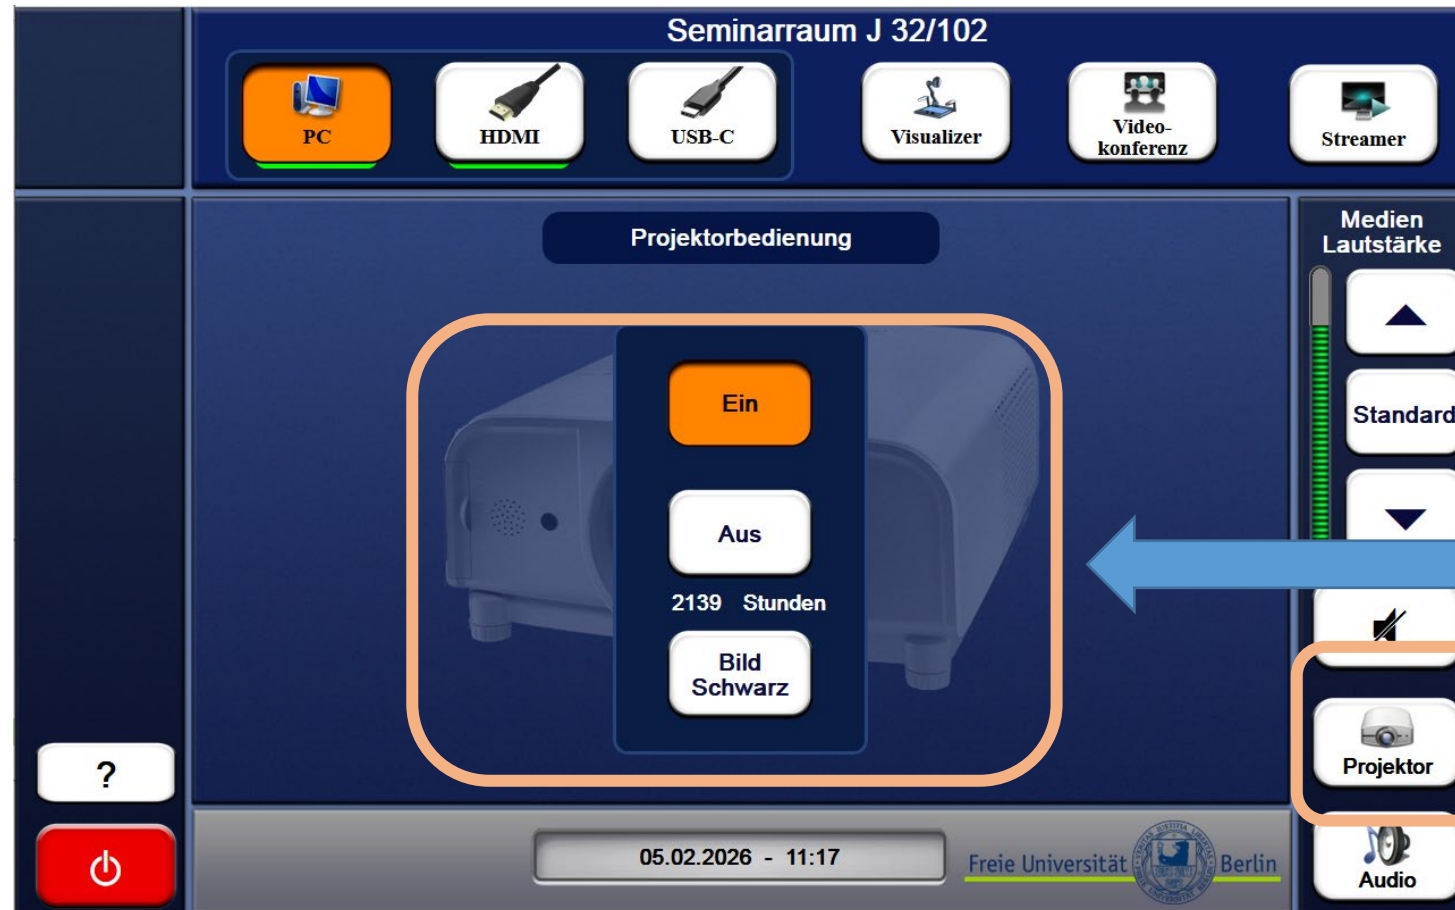 Seminarraum J 32/102
PC
HDMI
USB-C
Visualizer
Video-
konferenz
Streamer
Projektorbedienung
Ein
Aus
2139 Stunden
Bild
Schwarz
Medien
Lautstärke
Standard
Projektor
Audio
?
05.02.2026 - 11:17
Freie Universität Berlin